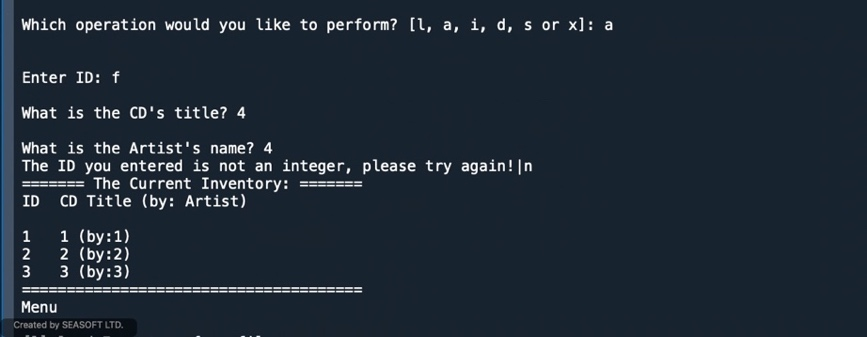 Which operation would you like to perform? [l, a, i, d, s or x]: a
Enter ID: f
What is the CD's title? 4
What is the Artist's name? 4
The ID you entered is not an integer, please try again!|n
======= The Current Inventory: =======
ID CD Title (by: Artist)
1 1 (by:1)
2 2 (by:2)
3 3 (by:3)
======================================
Menu
Created by SEASOFT LTD.